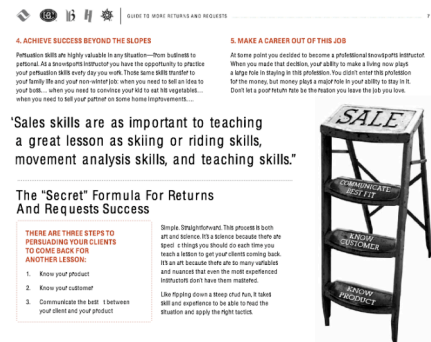 GUIDE TO MORE RETURNS AND REQUESTS
7
4. ACHIEVE SUCCESS BEYOND THE SLOPES
Persuasion skills are highly valuable in any situation—from business to
personal. As a snowsports instructor you have the opportunity to practice
your persuasion skills every day you work. Those same skills transfer to
your family life and your non-winter job: when you need to sell an idea to
your boss... when you need to convince your kid to eat his vegetables...
when you need to sell your partner on some home improvements....
5. MAKE A CAREER OUT OF THIS JOB
At some point you decided to become a professional snowsports instructor.
When you made that decision, your ability to make a living now plays
a large role in staying in this profession. You didn't enter this profession
for the money, but money plays a major role in your ability to stay in it.
Don't let a poor return rate be the reason you leave the job you love.
'Sales skills are as important to teaching
a great lesson as skiing or riding skills,
movement analysis skills, and teaching skills."
The "Secret" Formula For Returns
And Requests Success
THERE ARE THREE STEPS TO
PERSUADING YOUR CLIENTS
TO COME BACK FOR
ANOTHER LESSON:
1. Know your product
2. Know your customer
3. Communicate the best t between
your client and your product
Simple. Straightforward. This process is both
art and science. It's a science because there are
speci c things you should do each time you
teach a lesson to get your clients coming back.
It's an art because there are so many variables
and nuances that even the most experienced
instructors don't have them mastered.
Like ripping down a steep crud run, it takes
skill and experience to be able to read the
situation and apply the right tactics.
SALE
COMMUNICATE
BEST FIT
KNOW
CUSTOMER
KNOW
PRODUCT